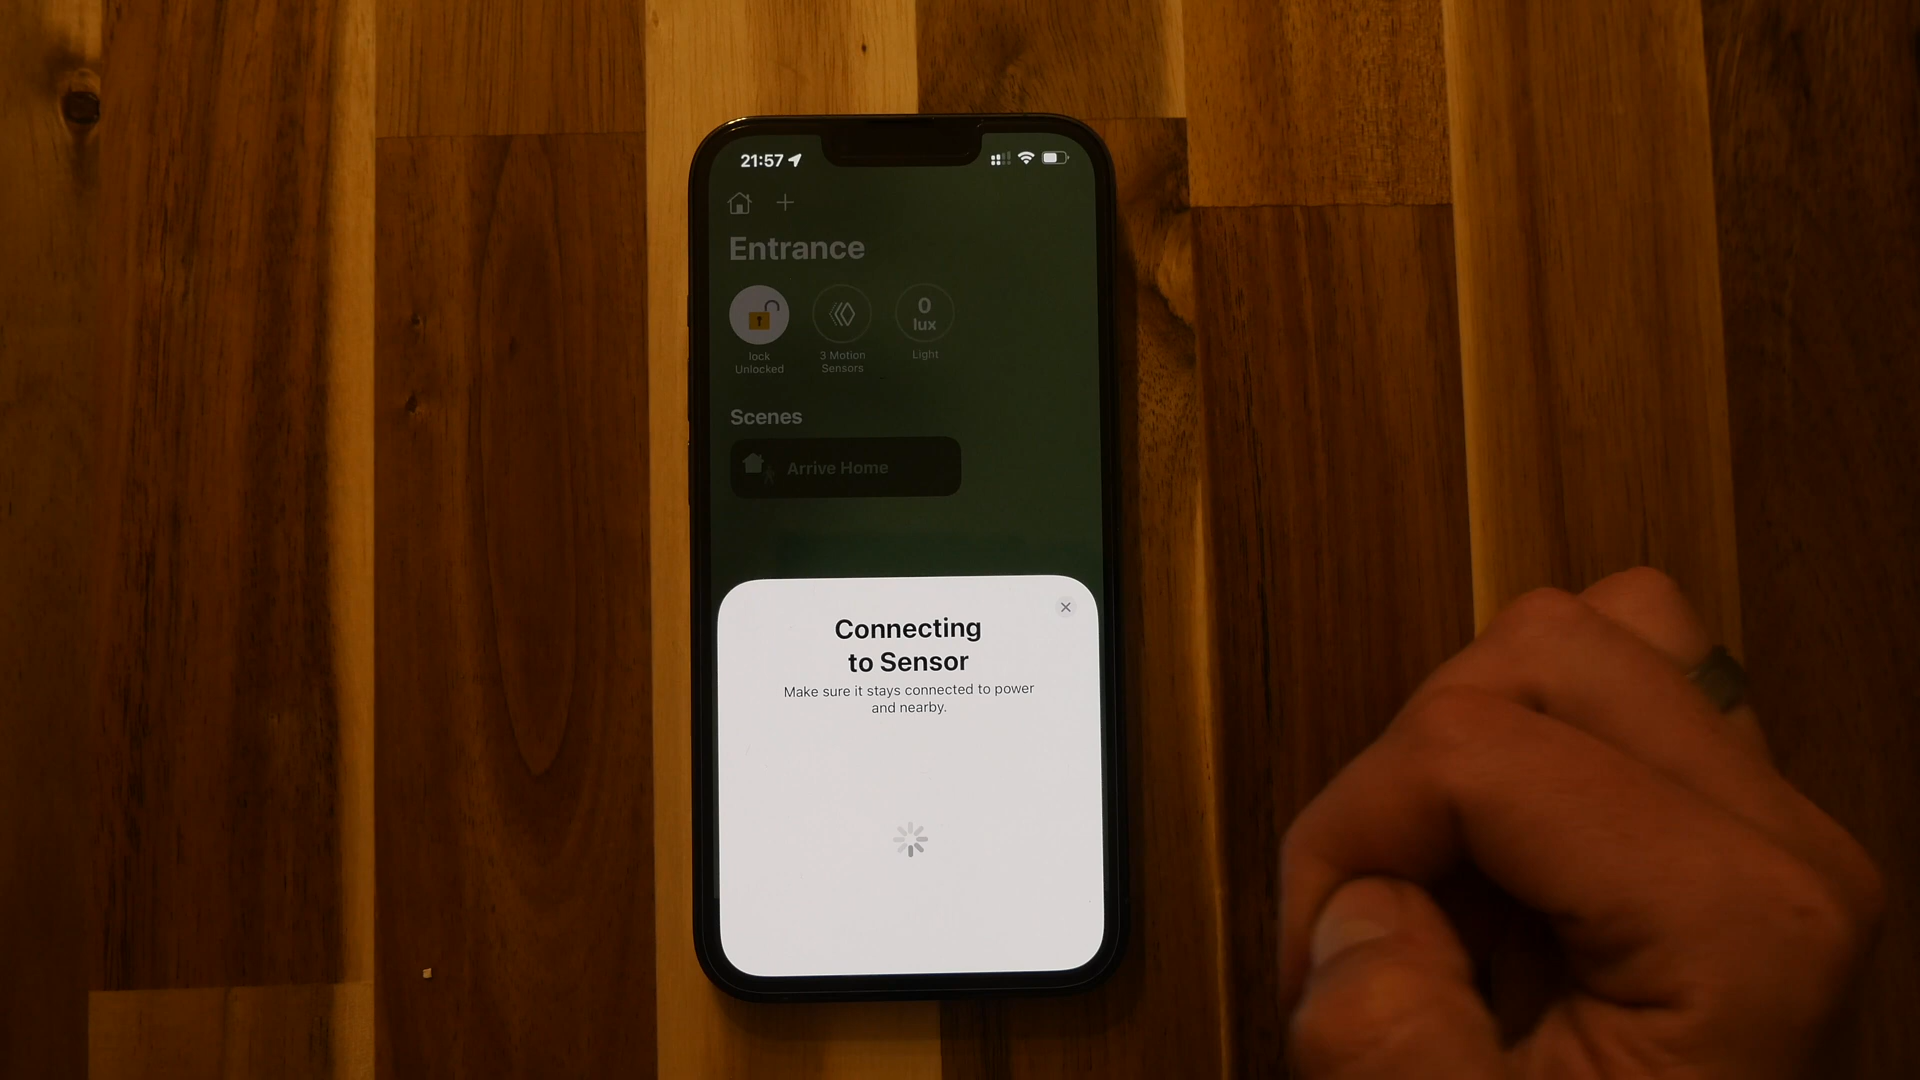 21:57
Entrance
0
lux
lock
Unlocked
3 Motion
Sensors
Light
Scenes
Arrive Home
Connecting
to Sensor
Make sure it stays connected to power
and nearby.